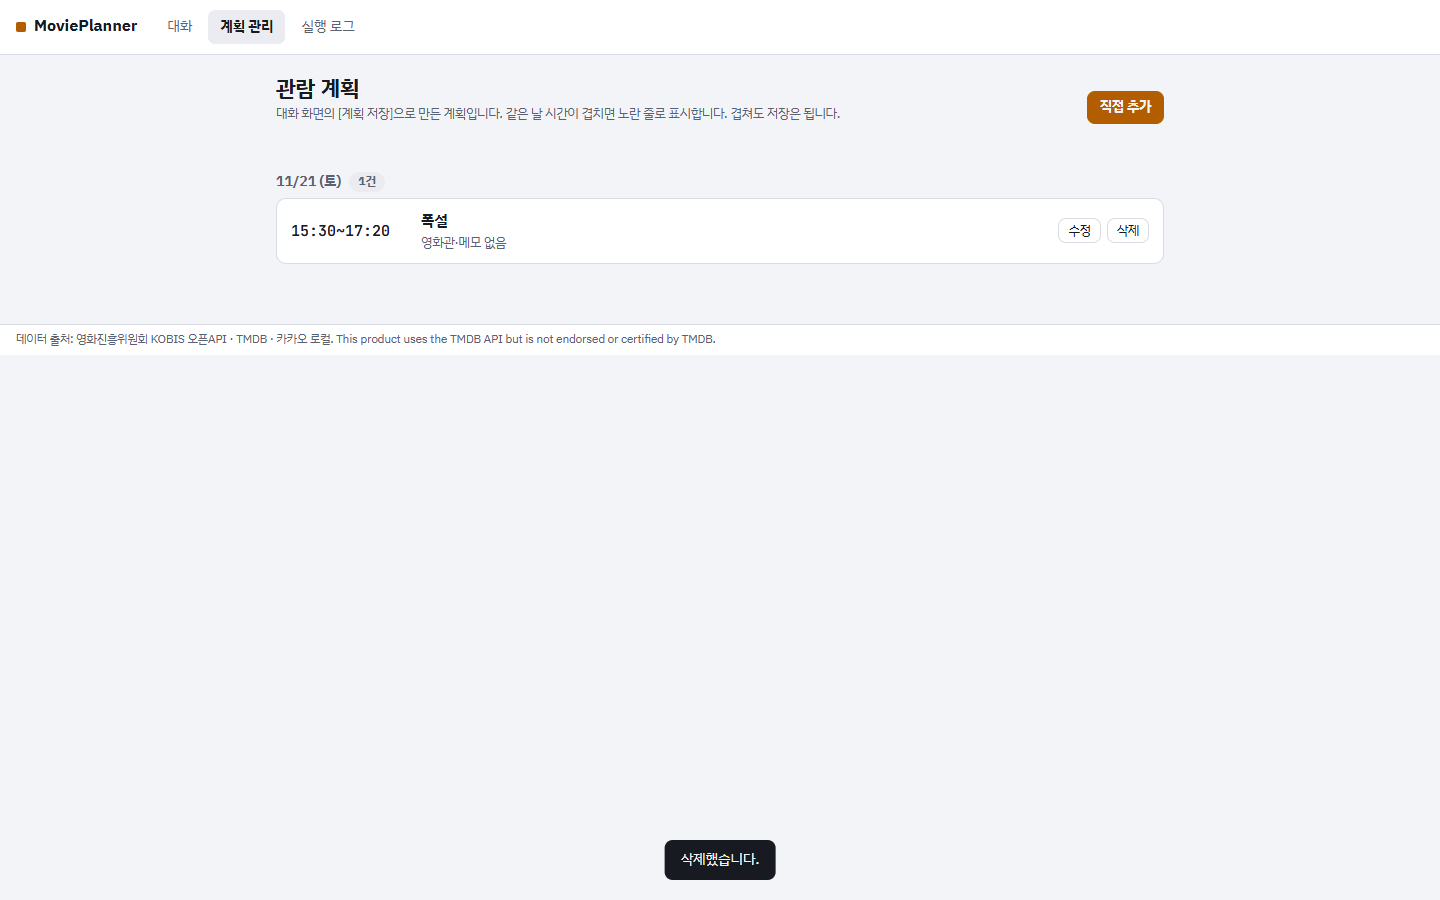 MoviePlanner 대화 계획 관리 실행 로그
관람 계획
대화 화면의 [계획 저장]으로 만든 계획입니다. 같은 날 시간이 겹치면 노란 줄로 표시합니다. 겹쳐도 저장은 됩니다.
직접 추가
11/21 (토) 1건
15:30~17:20 폭설 수정 삭제
영화관·메모 없음
데이터 출처: 영화진흥위원회 KOBIS 오픈API · TMDB · 카카오 로컬. This product uses the TMDB API but is not endorsed or certified by TMDB.
삭제했습니다.